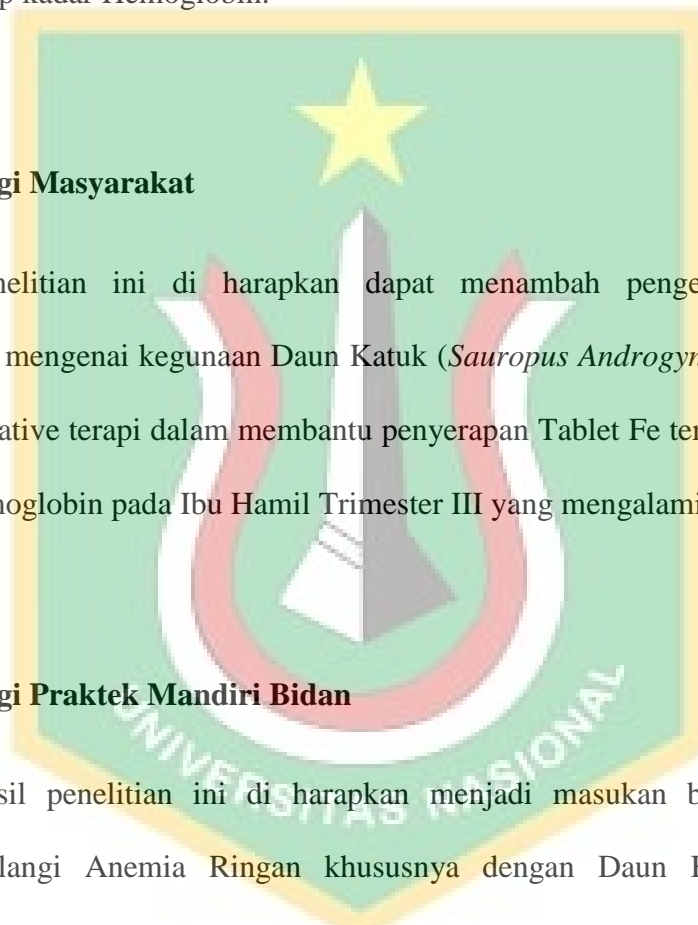 p kadar Hemoglobin.
gi Masyarakat
nelitian ini di harapkan dapat menambah penge
mengenai kegunaan Daun Katuk (Sauropus Androgyn
ative terapi dalam membantu penyerapan Tablet Fe ter
noglobin pada Ibu Hamil Trimester III yang mengalami
gi Praktek Mandiri Bidan
sil penelitian ini di harapkan menjadi masukan b
langi Anemia Ringan khususnya dengan Daun
UNIVERSITAS NASIONAL